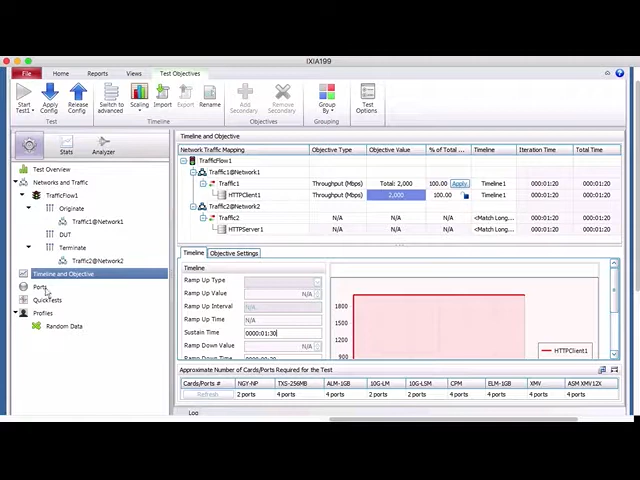 IXIA199
File Home Reports Views Test Objectives
Start Test1 Apply Config Release Config Switch to advanced Scaling Import Export Rename Add Secondary Remove Secondary Group By Test Options
Test Timeline Objectives Grouping
Stats Analyzer
Test Overview
Networks and Traffic
TrafficFlow1
Originate
Traffic1@Network1
DUT
Terminate
Traffic2@Network2
Timeline and Objective
Ports
QuickTests
Profiles
Random Data
Timeline and Objective
Network Traffic Mapping Objective Type Objective Value % of Total ... Timeline Iteration Time Total Time
TrafficFlow1
Traffic1@Network1
Traffic1 Throughput (Mbps) Total: 2,000 100.00 Apply Timeline1 000:01:20 000:01:20
HTTPClient1 Throughput (Mbps) 2,000 100.00 Timeline1 000:01:20 000:01:20
Traffic2@Network2
Traffic2 N/A N/A N/A <Match Long... 000:01:20 000:01:20
HTTPServer1 N/A N/A N/A <Match Long... 000:01:20 000:01:20
Timeline Objective Settings
Timeline
Ramp Up Type
Ramp Up Value N/A
Ramp Up Interval N/A
Ramp Up Time N/A
Sustain Time 0000:01:30
Ramp Down Value N/A
Ramp Down Time
1800
1500
1200
900
HTTPClient1
Approximate Number of Cards/Ports Required for the Test
Cards/Ports # NGY-NP TXS-256MB ALM-1GB 10G-LM 10G-LSM CPM ELM-1GB XMV ASM XMV12X
Refresh 2 ports 4 ports 4 ports 2 ports 2 ports 4 ports 4 ports 4 ports 4 ports
Log